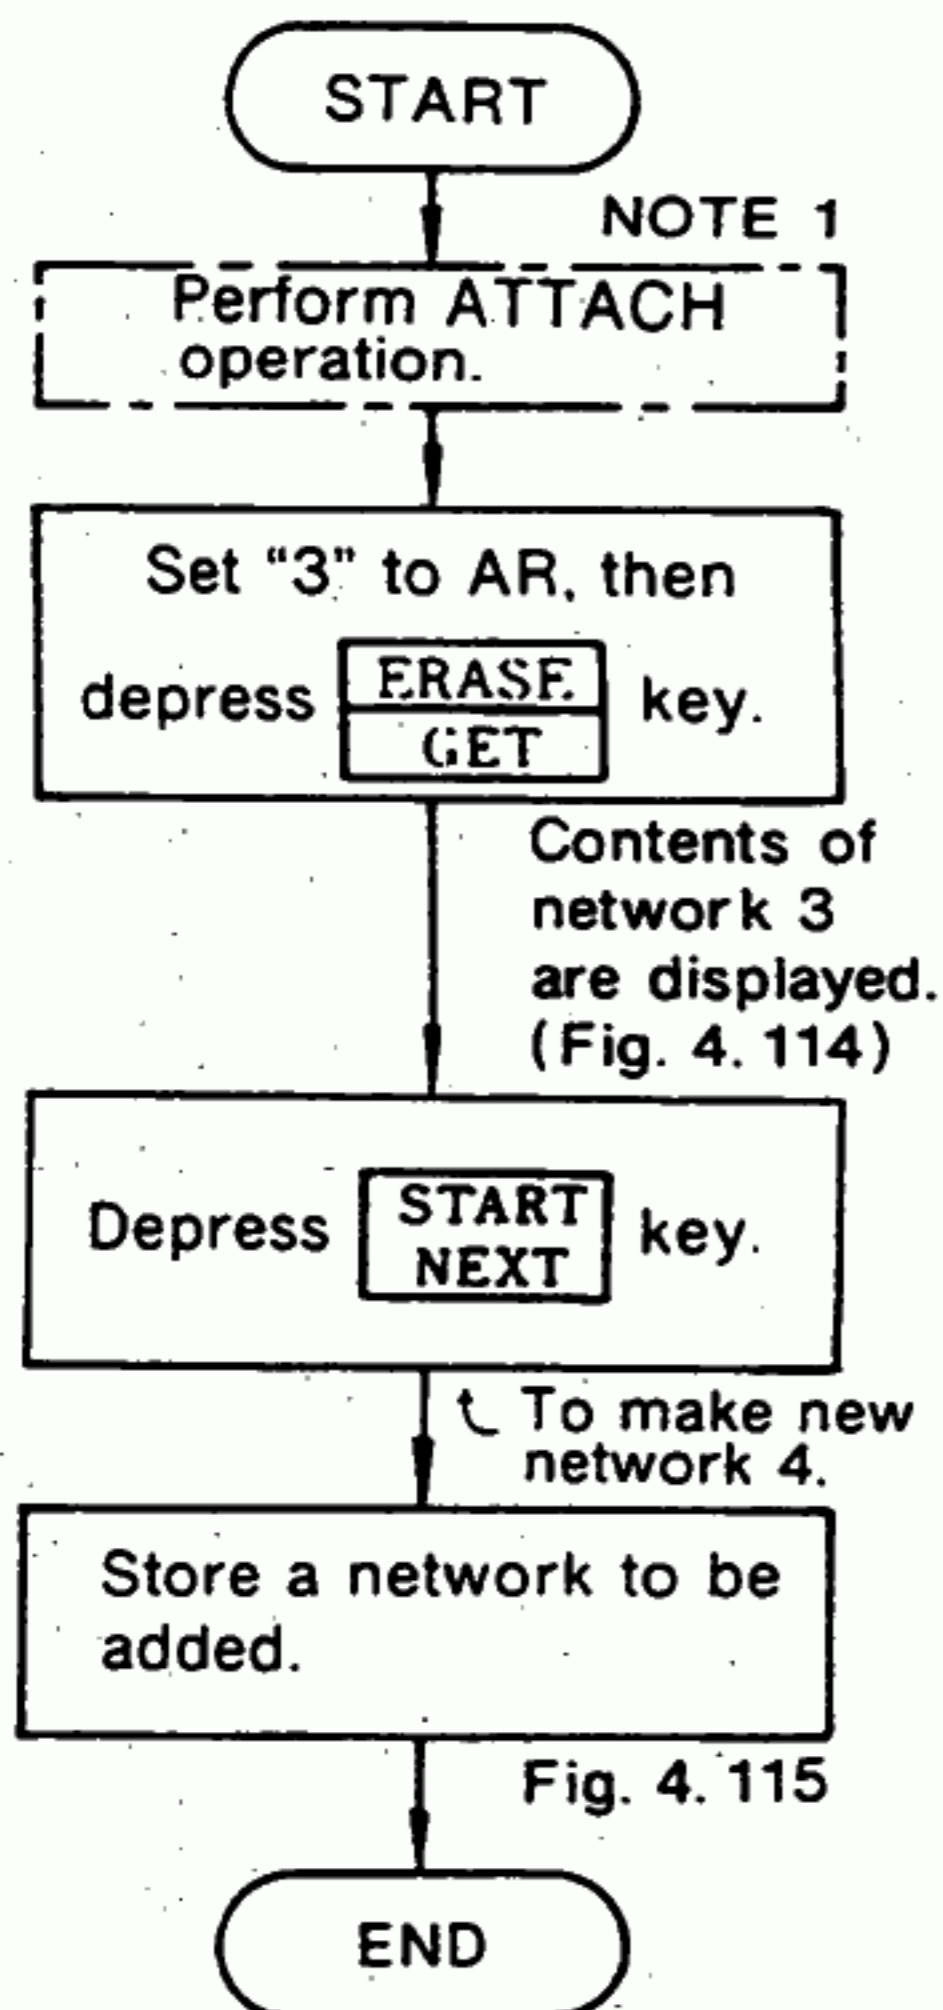 START
NOTE 1
Perform ATTACH
operation.
Set “3” to AR, then
depress ERASE key.
GET
Contents of
network 3
are displayed.
(Fig. 4. 114)
Depress START key.
NEXT
To make new
network 4.
Store a network to be
added.
Fig. 4. 115
END